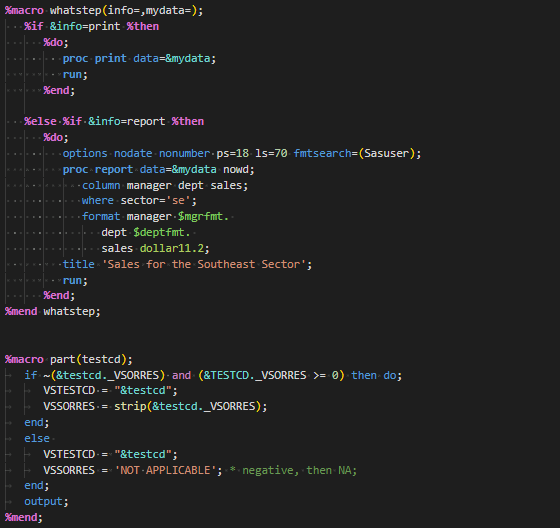 %macro whatstep(info=,mydata=);
%if &info=print %then
%do;
proc print data=&mydata;
run;
%end;
%else %if &info=report %then
%do;
options nodate nonumber ps=18 ls=70 fmtsearch=(Sasuser);
proc report data=&mydata nowd;
column manager dept sales;
where sector='se';
format manager $mgrfmt.
dept $deptfmt.
sales dollar11.2;
title 'Sales for the Southeast Sector';
run;
%end;
%mend whatstep;
%macro part(testcd);
if ~(&testcd._VSORRES) and (&TESTCD._VSORRES >= 0) then do;
VSTESTCD = "&testcd";
VSSORRES = strip(&testcd._VSORRES);
end;
else
VSTESTCD = "&testcd";
VSSORRES = 'NOT APPLICABLE'; * negative, then NA;
end;
output;
%mend;